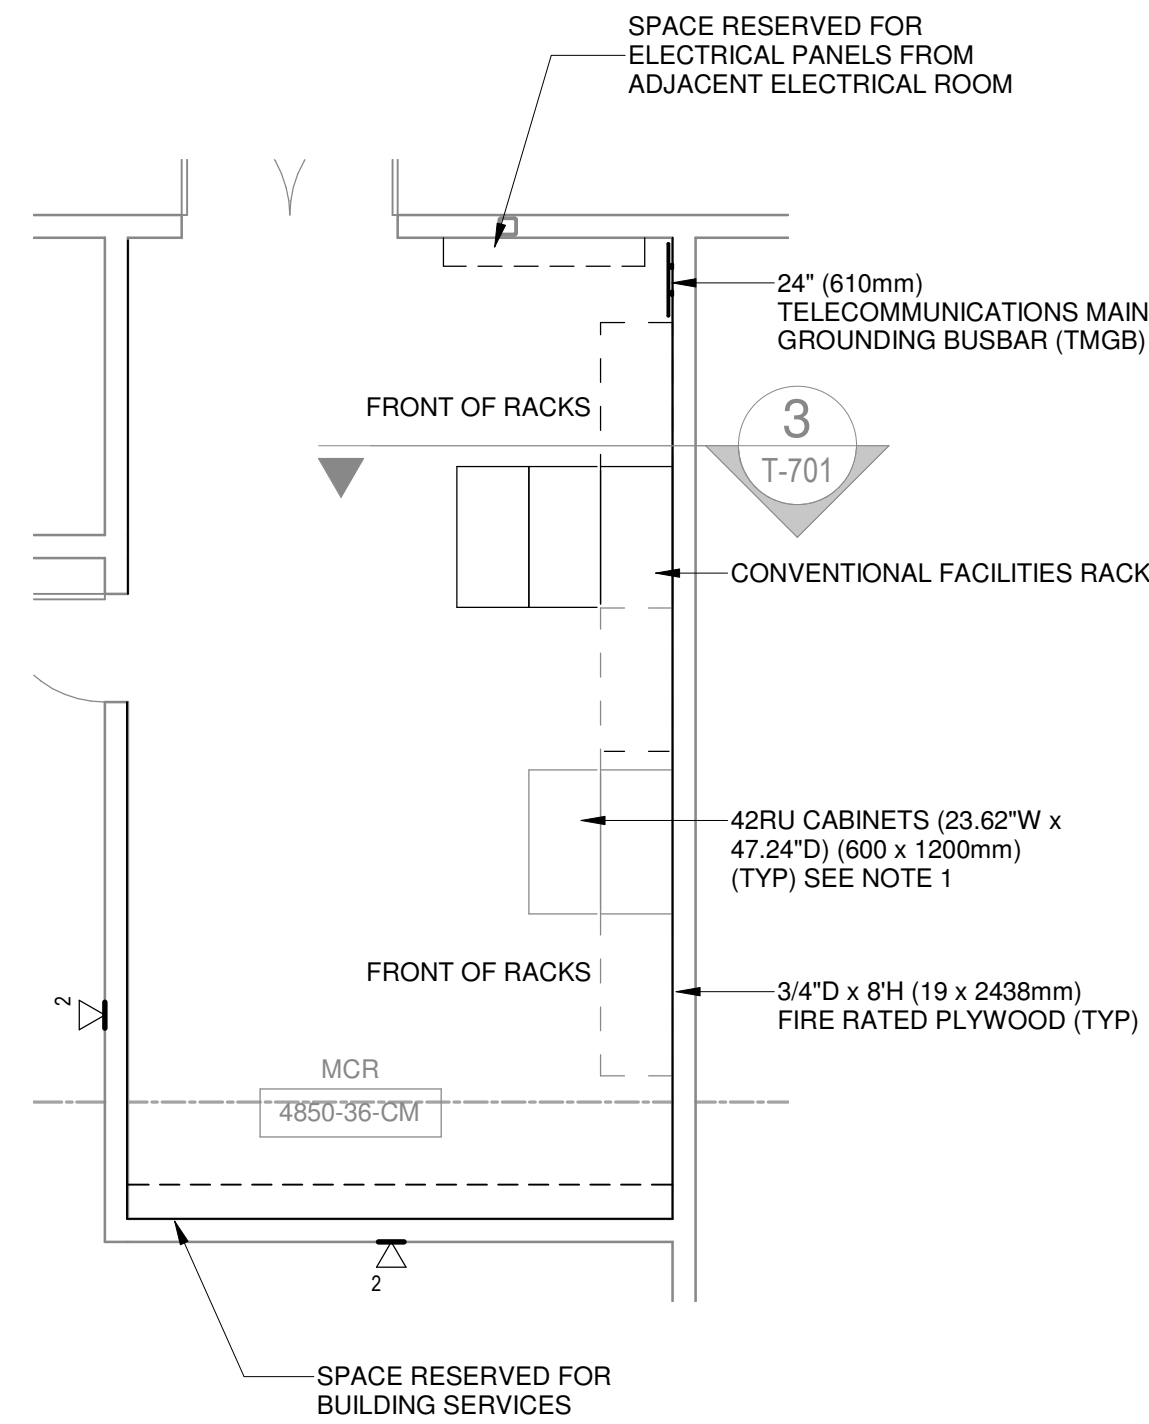 SPACE RESERVED FOR
ELECTRICAL PANELS FROM
ADJACENT ELECTRICAL ROOM
24" (610mm)
TELECOMMUNICATIONS MAIN
GROUNDING BUSBAR (TMGB)
FRONT OF RACKS
3
T-701
CONVENTIONAL FACILITIES RACK
42RU CABINETS (23.62"W x
47.24"D) (600 x 1200mm)
(TYP) SEE NOTE 1
FRONT OF RACKS
3/4"D x 8'H (19 x 2438mm)
FIRE RATED PLYWOOD (TYP)
2
MCR
4850-36-CM
2
SPACE RESERVED FOR
BUILDING SERVICES